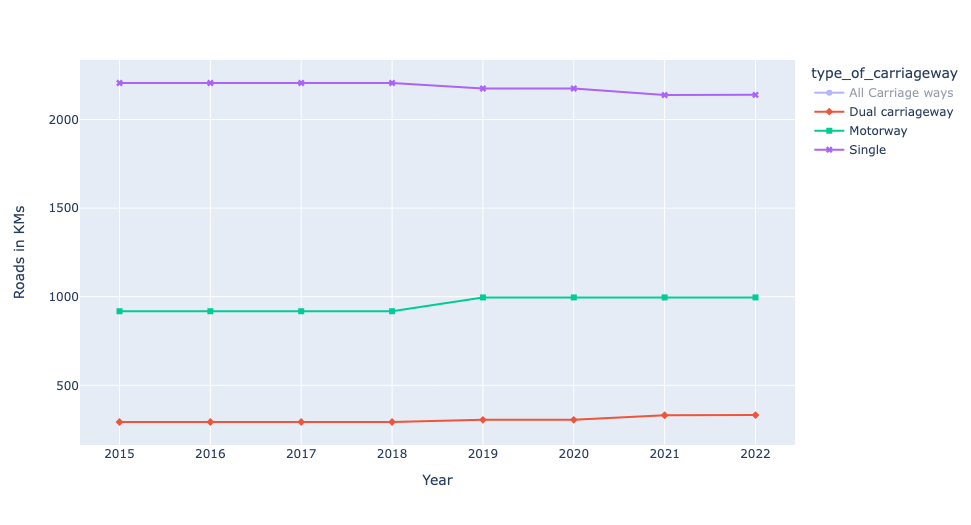 type_of_carriageway
All Carriage ways
Dual carriageway
Motorway
Single
Roads in KMs
2000
1500
1000
500
2015 2016 2017 2018 2019 2020 2021 2022
Year